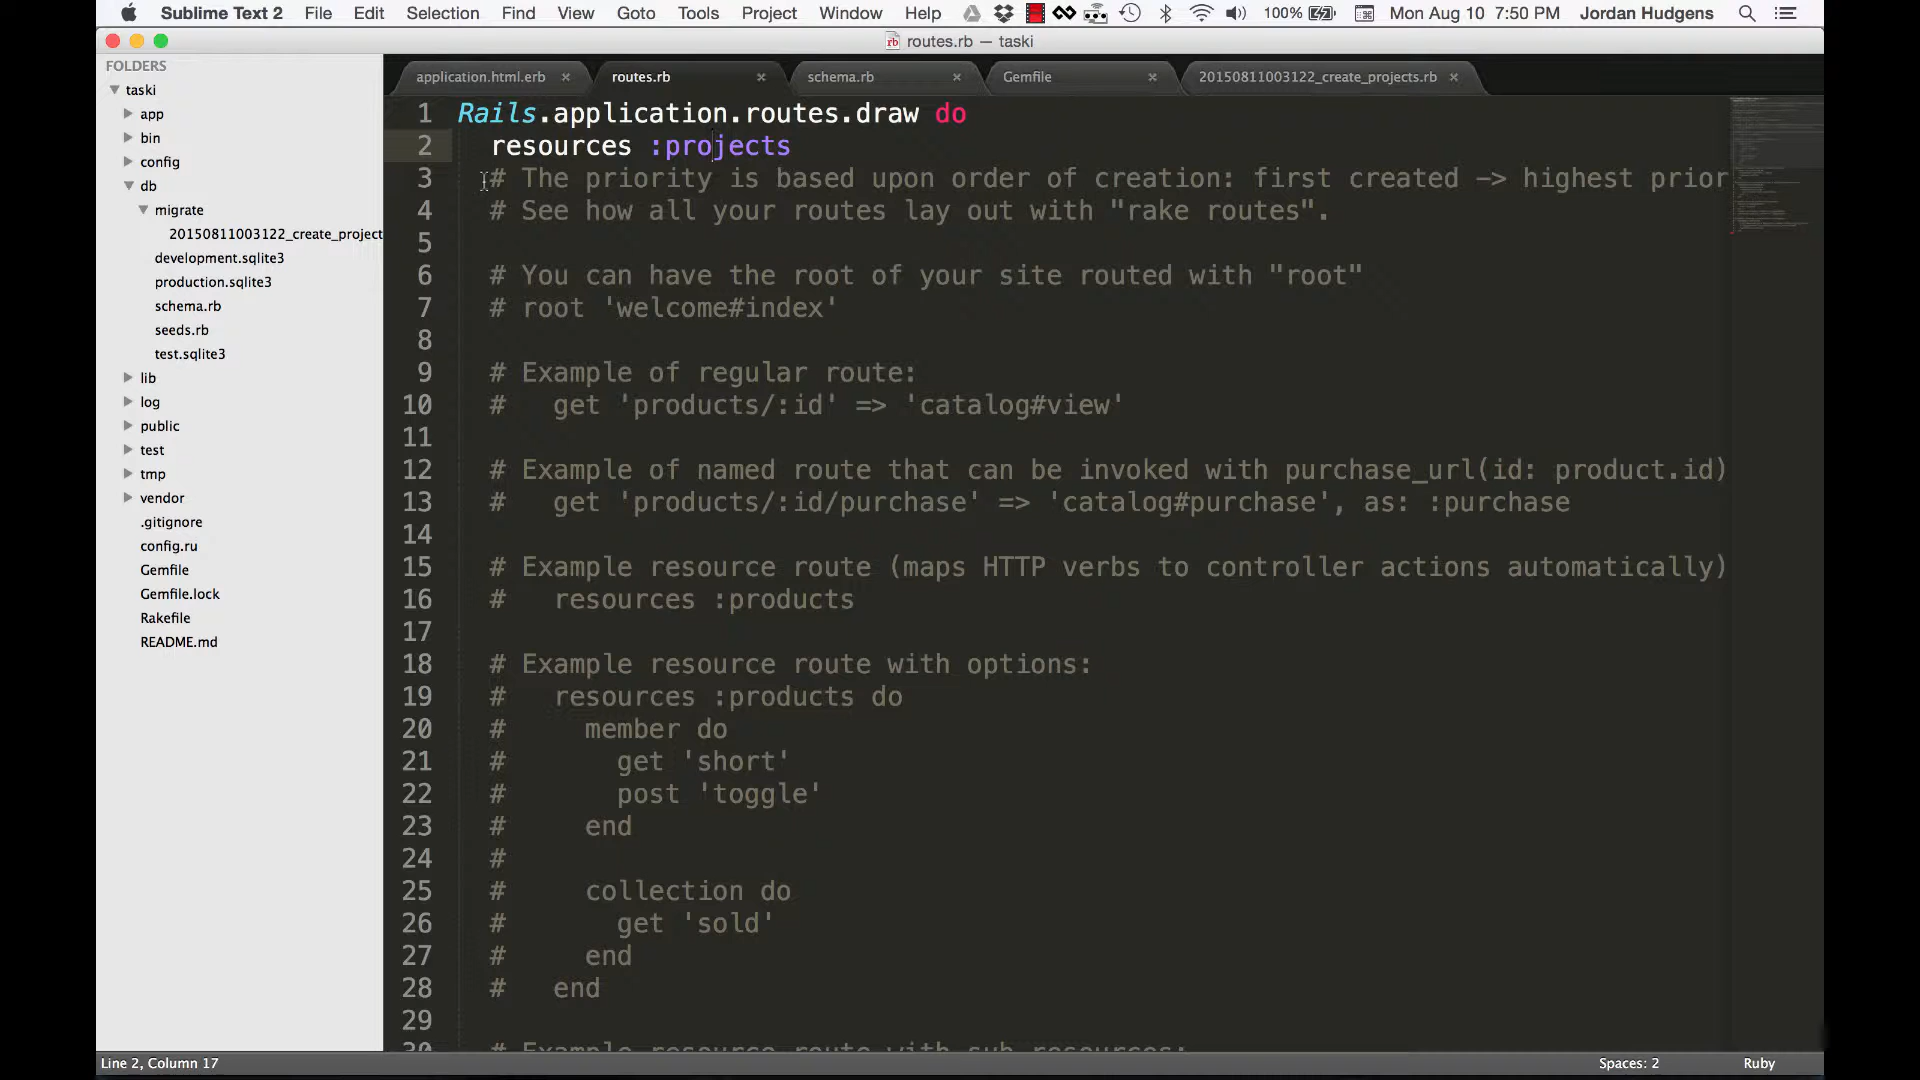 Sublime Text 2 File Edit Selection Find View Goto Tools Project Window Help 100% Mon Aug 10 7:50 PM Jordan Hudgens
routes.rb — taski
FOLDERS
taski
app
bin
config
db
migrate
20150811003122_create_project
development.sqlite3
production.sqlite3
schema.rb
seeds.rb
test.sqlite3
lib
log
public
test
tmp
vendor
.gitignore
config.ru
Gemfile
Gemfile.lock
Rakefile
README.md
application.html.erb routes.rb schema.rb Gemfile 20150811003122_create_projects.rb
1 Rails.application.routes.draw do
2 resources :projects
3 # The priority is based upon order of creation: first created -> highest prior
4 # See how all your routes lay out with "rake routes".
5
6 # You can have the root of your site routed with "root"
7 # root 'welcome#index'
8
9 # Example of regular route:
10 # get 'products/:id' => 'catalog#view'
11
12 # Example of named route that can be invoked with purchase_url(id: product.id)
13 # get 'products/:id/purchase' => 'catalog#purchase', as: :purchase
14
15 # Example resource route (maps HTTP verbs to controller actions automatically)
16 # resources :products
17
18 # Example resource route with options:
19 # resources :products do
20 # member do
21 # get 'short'
22 # post 'toggle'
23 # end
24 #
25 # collection do
26 # get 'sold'
27 # end
28 # end
29
30 # Example resource route with sub-resources:
Line 2, Column 17 Spaces: 2 Ruby